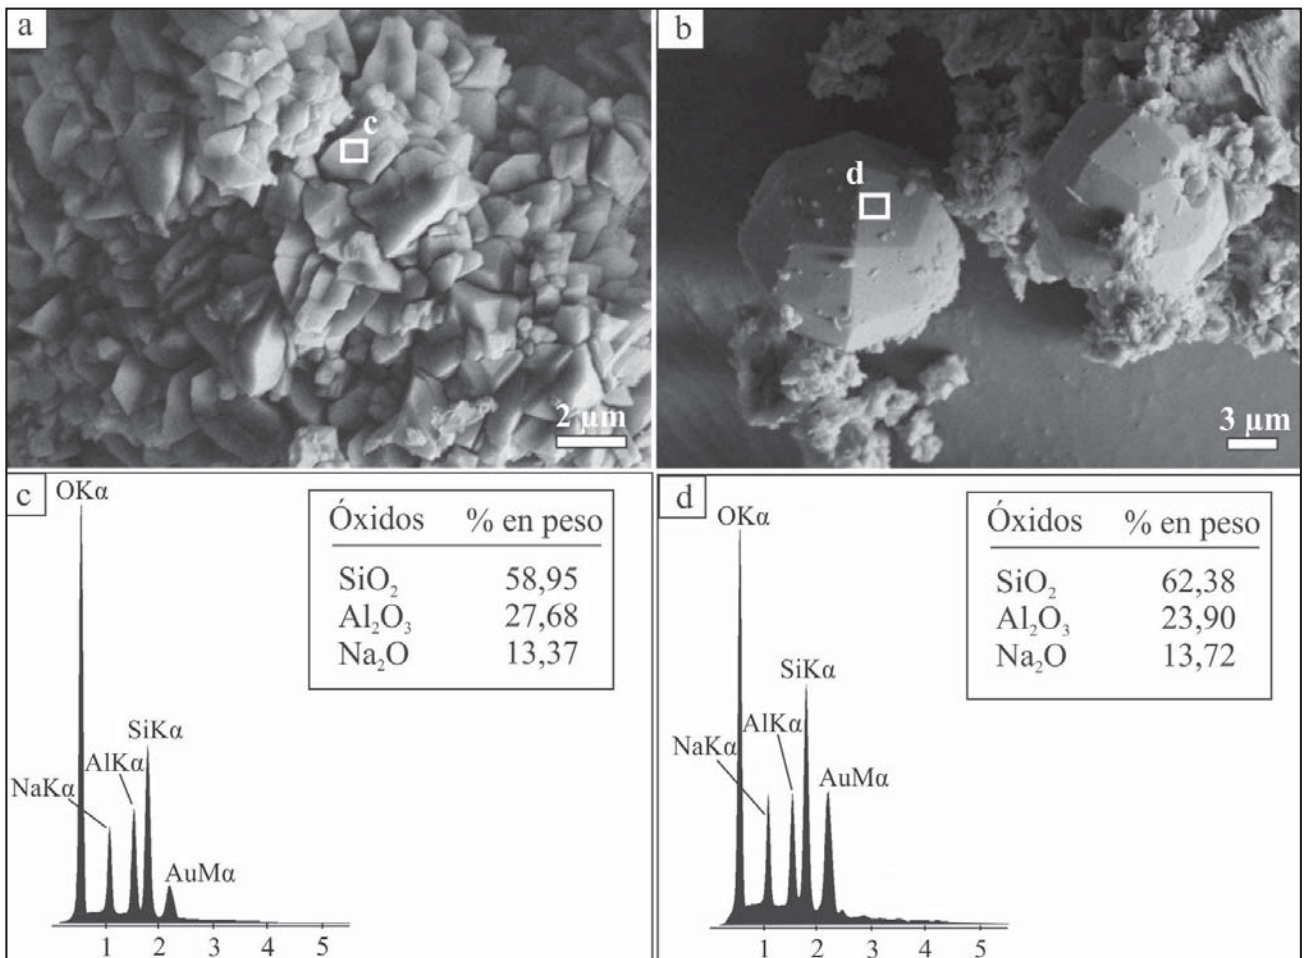 a
c
2 µm
b
d
3 µm
c
OKα
NaKα
AlKα
SiKα
AuMα
1 2 3 4 5
Óxidos % en peso
SiO₂ 58,95
Al₂O₃ 27,68
Na₂O 13,37
d
OKα
NaKα
AlKα
SiKα
AuMα
1 2 3 4 5
Óxidos % en peso
SiO₂ 62,38
Al₂O₃ 23,90
Na₂O 13,72